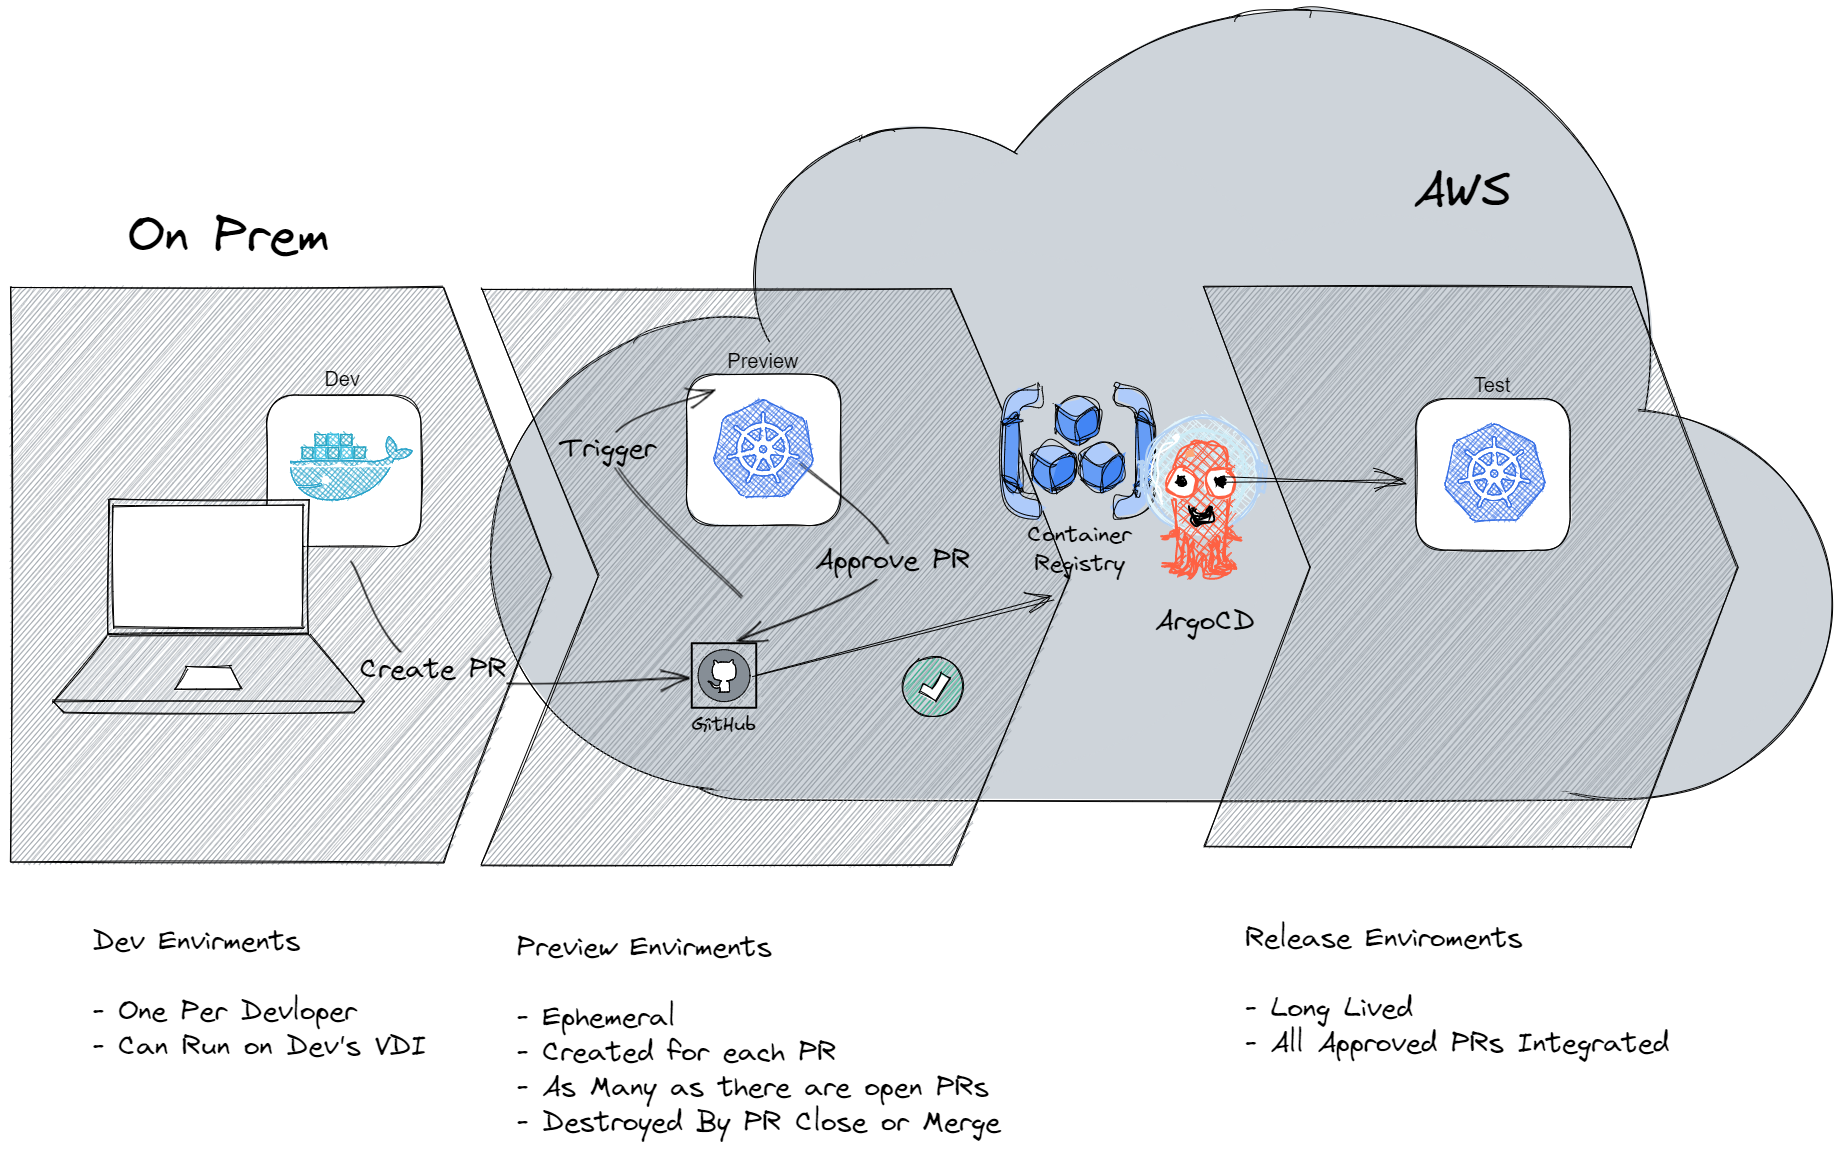 On Prem
AWS
Dev
Preview
Test
Trigger
Approve PR
Create PR
GitHub
Container
Registry
ArgoCD
Dev Envirments
- One Per Devloper
- Can Run on Dev's VDI
Preview Envirments
- Ephemeral
- Created for each PR
- As Many as there are open PRs
- Destroyed By PR Close or Merge
Release Enviroments
- Long Lived
- All Approved PRs Integrated